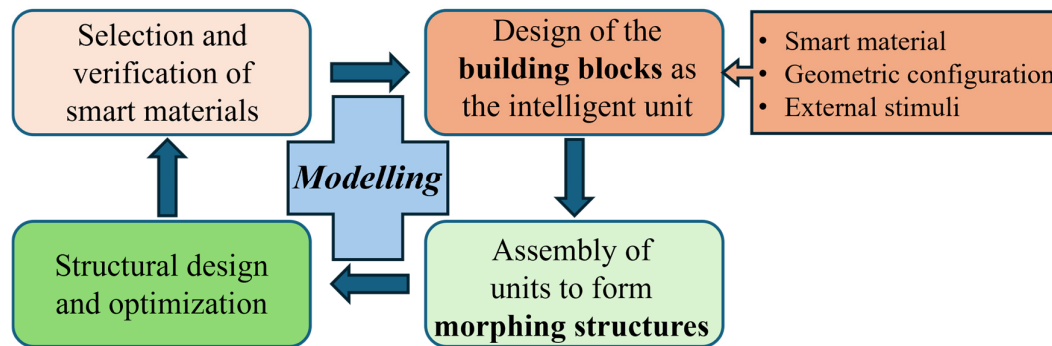 Selection and
verification of
smart materials
Design of the
building blocks as
the intelligent unit
• Smart material
• Geometric configuration
• External stimuli
Modelling
Structural design
and optimization
Assembly of
units to form
morphing structures